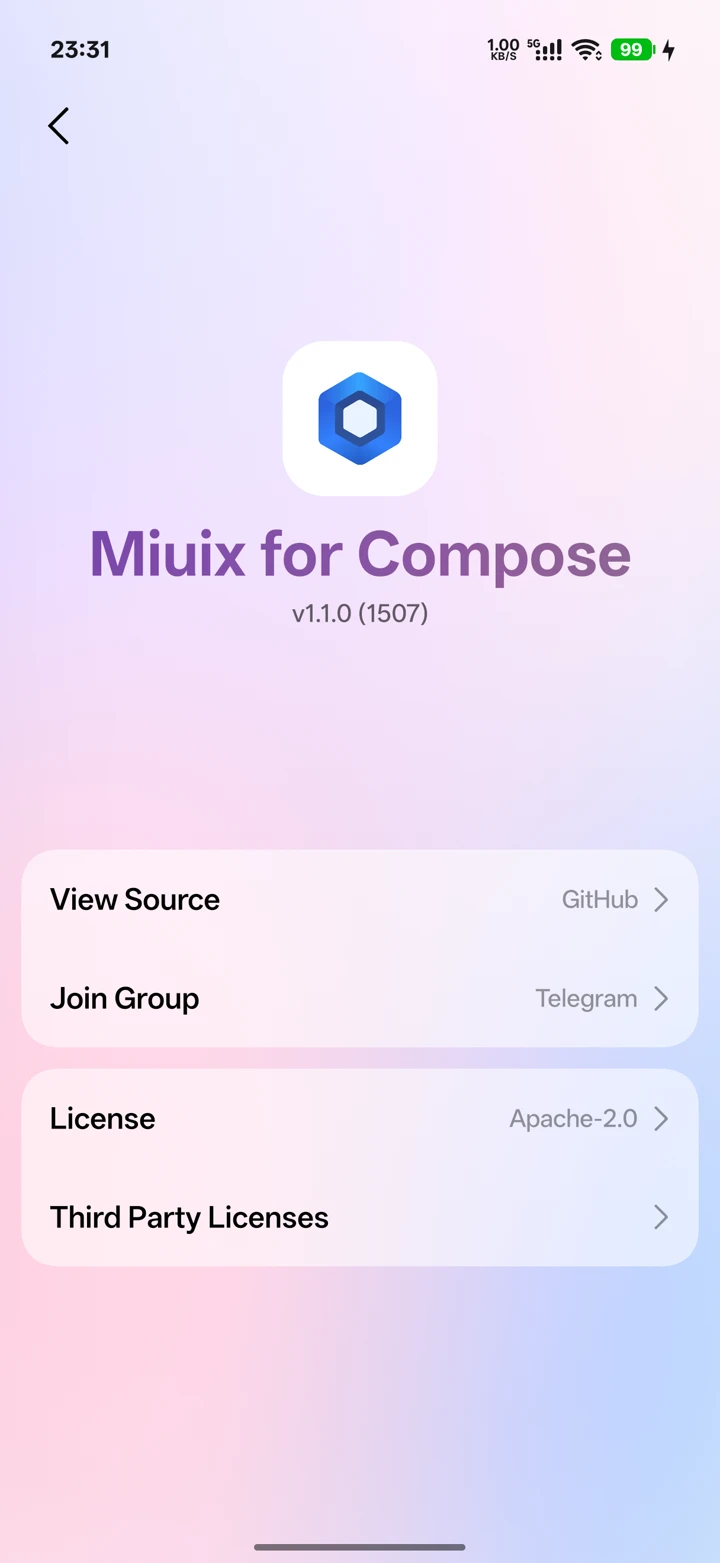 23:31
1.00
KB/S
5G
99
Miuix for Compose
v1.1.0 (1507)
View Source
GitHub
Join Group
Telegram
License
Apache-2.0
Third Party Licenses